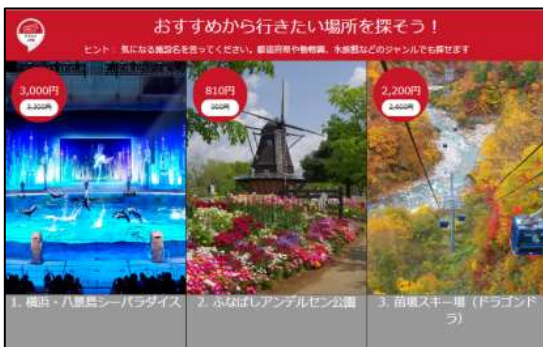 おすすめから行きたい場所を探そう！
ヒント： 気になる施設名を言ってください。都道府県や動物園、水族館などのジャンルでも探せます
3,000円
3,300円
810円
900円
2,200円
2,600円
1. 横浜・八景島シーパラダイス
2. ふなばしアンデルセン公園
3. 苗場スキー場（ドラゴンド
ラ）